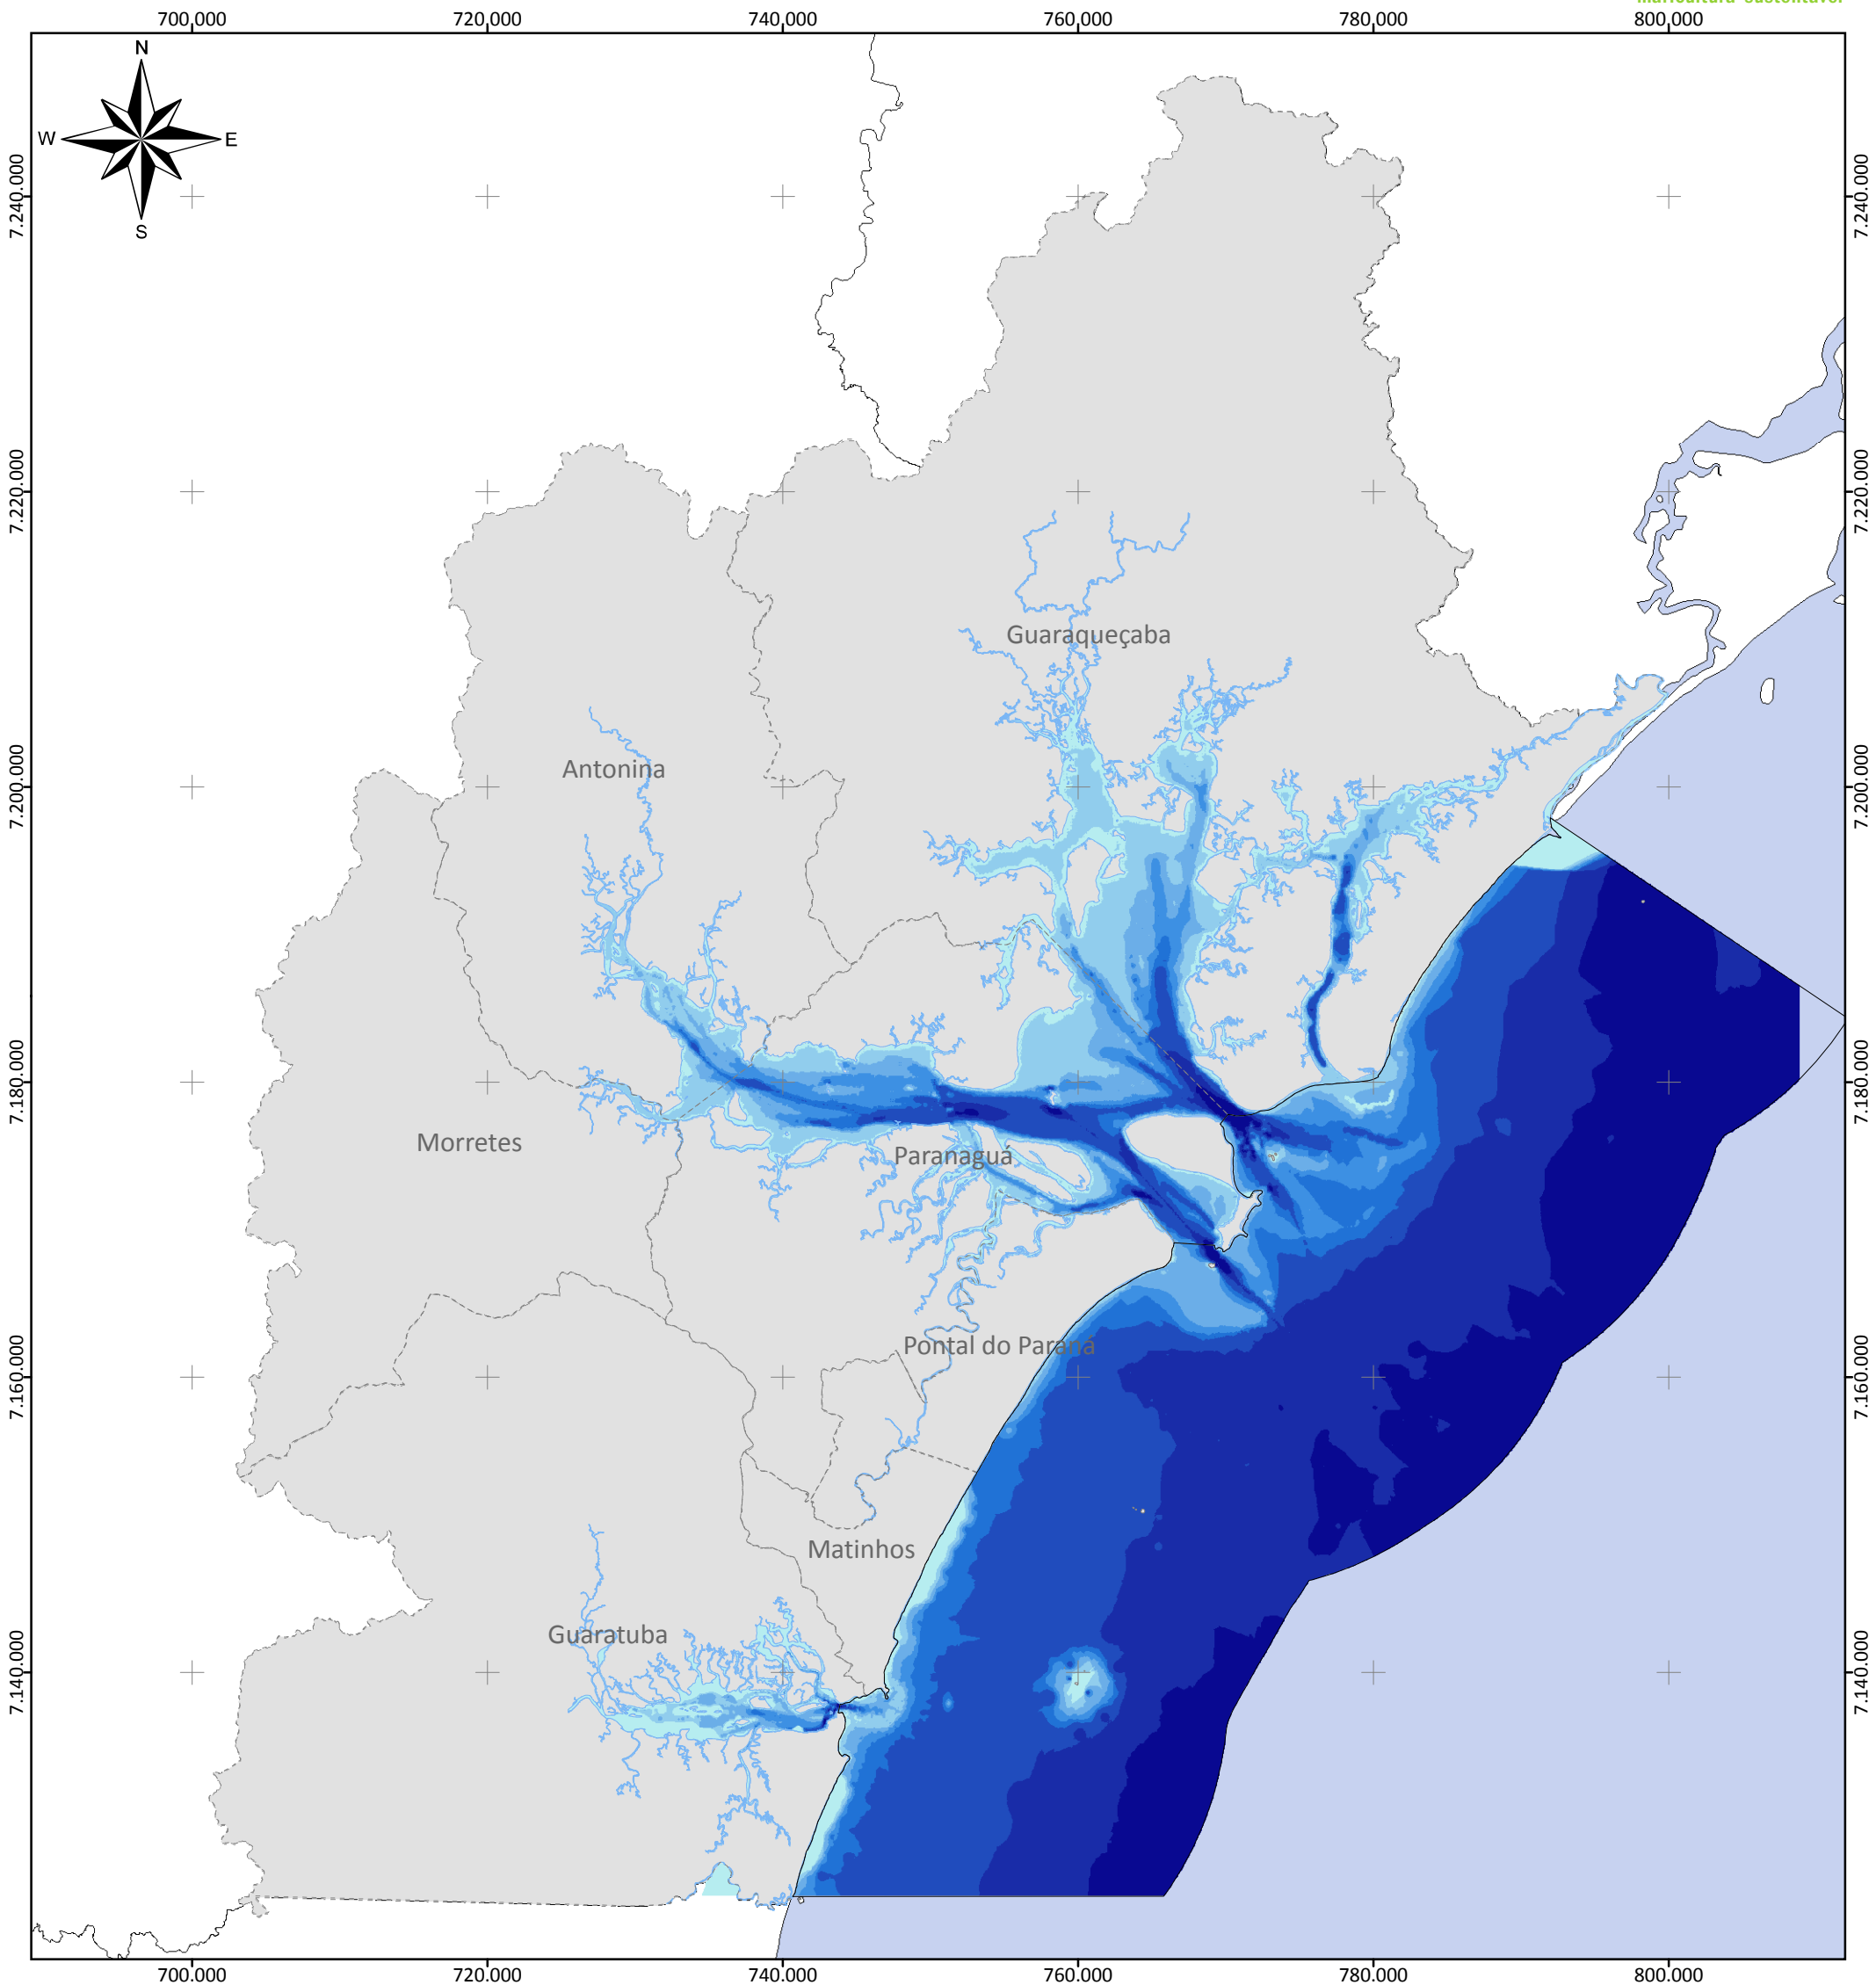 maricultura sustentável
700.000 720.000 740.000 760.000 780.000 800.000
N
W E
S
7.240.000 7.240.000
7.220.000 7.220.000
Guaraqueçaba
Antonina
7.200.000 7.200.000
7.180.000 7.180.000
Morretes
Paranaguá
Pontal do Paraná
7.160.000 7.160.000
Matinhos
Guaratuba
7.140.000 7.140.000
700.000 720.000 740.000 760.000 780.000 800.000